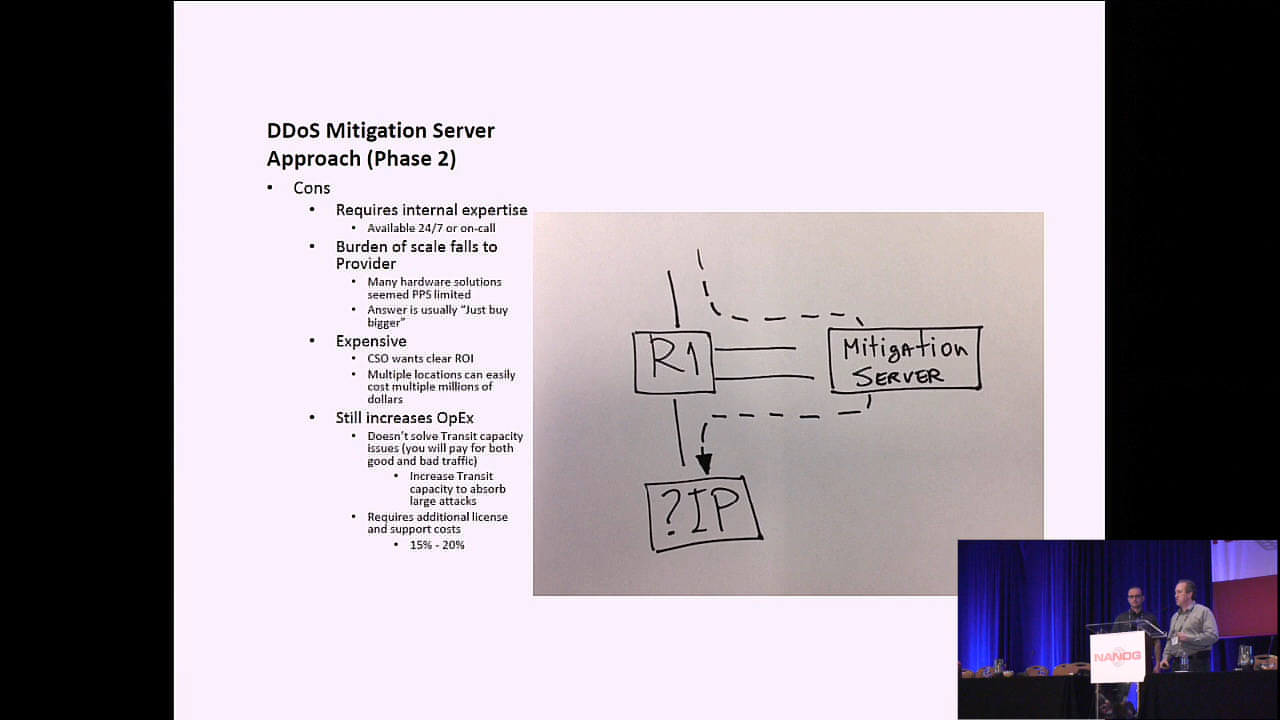 DDoS Mitigation Server
Approach (Phase 2)
• Cons
• Requires internal expertise
• Available 24/7 or on-call
• Burden of scale falls to
Provider
• Many hardware solutions
seemed PPS limited
• Answer is usually “Just buy
bigger”
• Expensive
• CSO wants clear ROI
• Multiple locations can easily
cost multiple millions of
dollars
• Still increases OpEx
• Doesn’t solve Transit capacity
issues (you will pay for both
good and bad traffic)
• Increase Transit
capacity to absorb
large attacks
• Requires additional license
and support costs
• 15% - 20%
R1
Mitigation
SERVER
?IP
NANOG